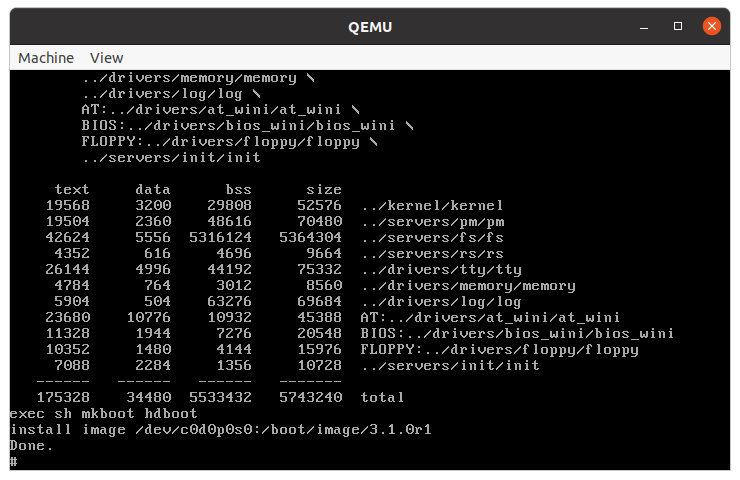 QEMU
Machine View
../drivers/memory/memory \
../drivers/log/log \
AT:../drivers/at_wini/at_wini \
BIOS:../drivers/bios_wini/bios_wini \
FLOPPY:../drivers/floppy/floppy \
../servers/init/init
text data bss size
19568 3200 29808 52576 ../kernel/kernel
19504 2360 48616 70480 ../servers/pm/pm
42624 5556 5316124 5364304 ../servers/fs/fs
4352 616 4696 9664 ../servers/rs/rs
26144 4996 44192 75332 ../drivers/tty/tty
4784 764 3012 8560 ../drivers/memory/memory
5904 504 63276 69684 ../drivers/log/log
23680 10776 10932 45388 AT:../drivers/at_wini/at_wini
11328 1944 7276 20548 BIOS:../drivers/bios_wini/bios_wini
10352 1480 4144 15976 FLOPPY:../drivers/floppy/floppy
7088 2284 1356 10728 ../servers/init/init
------ ------ ------ -------
175328 34480 5533432 5743240 total
exec sh mkboot hdboot
install image /dev/c0d0p0s0:/boot/image/3.1.0r1
Done.
#